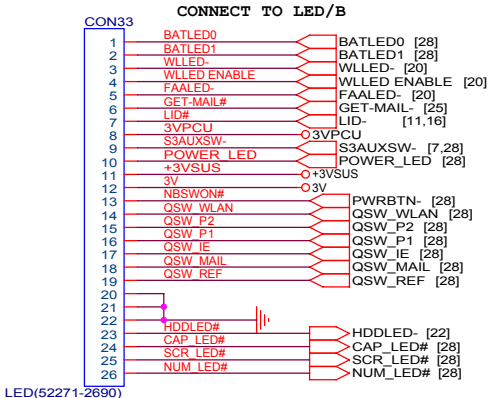 CONNECT TO LED/B
CON33
1 BATLED0 BATLED0 [28]
2 BATLED1 BATLED1 [28]
3 WLLED- WLLED- [20]
4 WLLED ENABLE WLLED ENABLE [20]
5 FAALED- FAALED- [20]
6 GET-MAIL# GET-MAIL- [25]
7 LID# LID- [11,16]
8 3VPCU 3VPCU
9 S3AUXSW- S3AUXSW- [7,28]
10 POWER_LED POWER_LED [28]
11 +3VSUS +3VSUS
12 3V 3V
13 NBSWON# PWRBTN- [28]
14 QSW_WLAN QSW_WLAN [28]
15 QSW_P2 QSW_P2 [28]
16 QSW_P1 QSW_P1 [28]
17 QSW_IE QSW_IE [28]
18 QSW_MAIL QSW_MAIL [28]
19 QSW_REF QSW_REF [28]
20
21
22
23 HDDLED# HDDLED- [22]
24 CAP_LED# CAP_LED# [28]
25 SCR_LED# SCR_LED# [28]
26 NUM_LED# NUM_LED# [28]
LED(52271-2690)